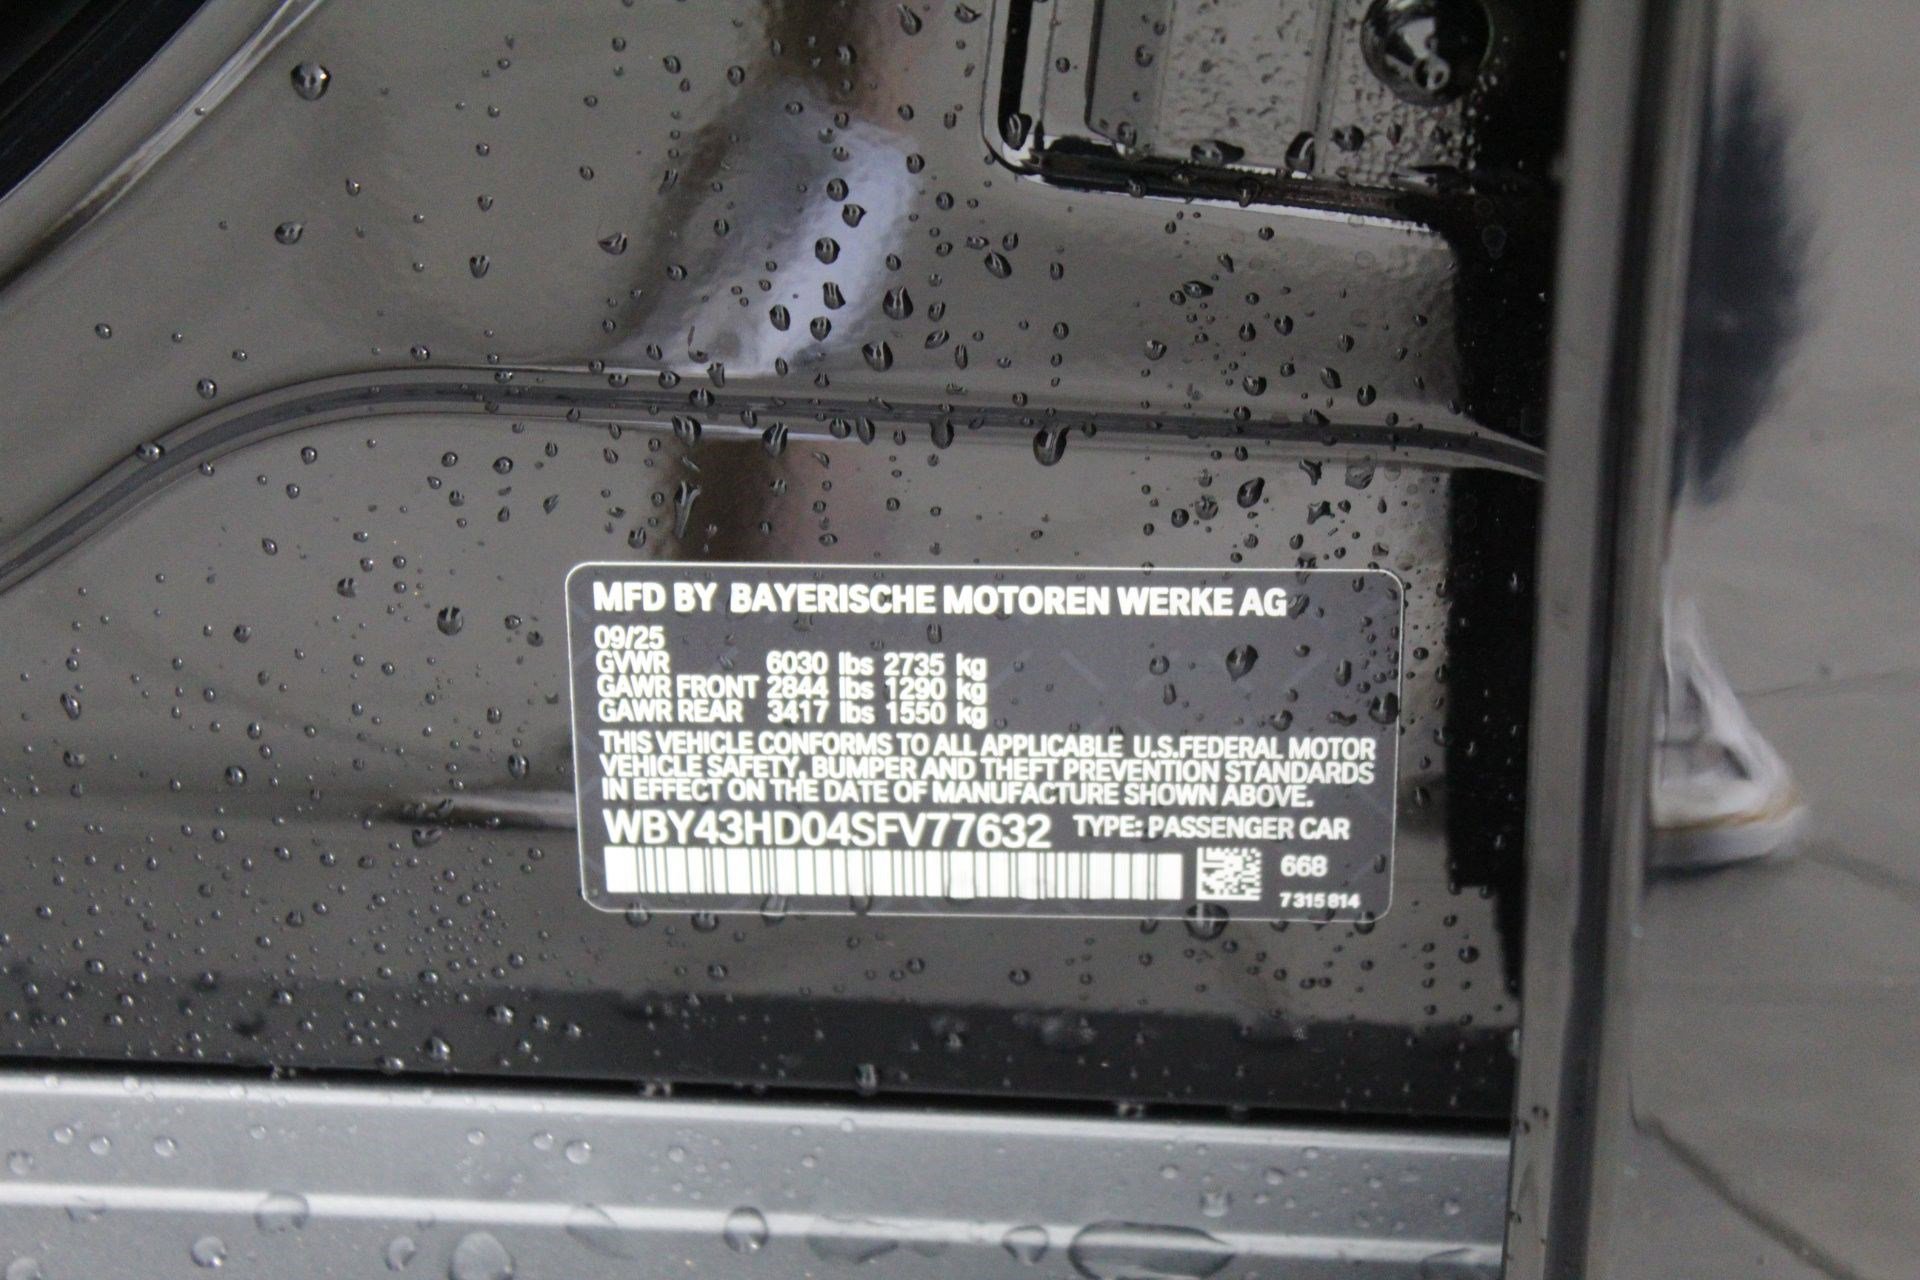 MFD BY BAYERISCHE MOTOREN WERKE AG
09/25
GVWR 6030 lbs 2735 kg
GAWR FRONT 2844 lbs 1290 kg
GAWR REAR 3417 lbs 1550 kg
THIS VEHICLE CONFORMS TO ALL APPLICABLE U.S.FEDERAL MOTOR
VEHICLE SAFETY, BUMPER AND THEFT PREVENTION STANDARDS
IN EFFECT ON THE DATE OF MANUFACTURE SHOWN ABOVE.
WBY43HD04SFV77632 TYPE: PASSENGER CAR
668
7 315 814